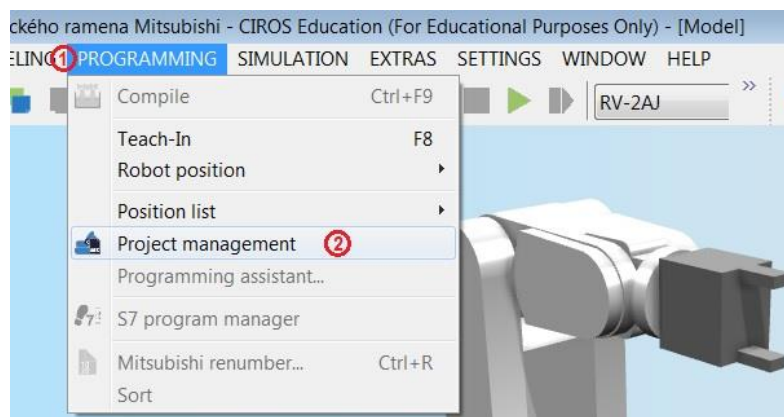 ckého ramena Mitsubishi - CIROS Education (For Educational Purposes Only) - [Model]
ELING 1 PROGRAMMING SIMULATION EXTRAS SETTINGS WINDOW HELP
Compile Ctrl+F9
RV-2AJ »
Teach-In F8
Robot position
Position list
Project management 2
Programming assistant...
S7 program manager
Mitsubishi renumber... Ctrl+R
Sort